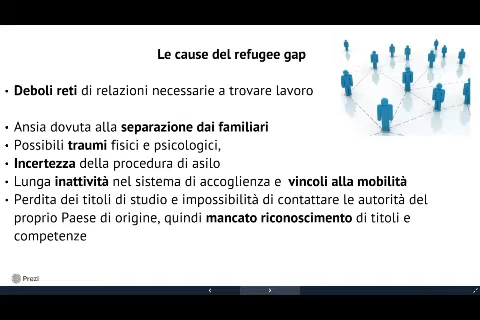 Le cause del refugee gap
• Deboli reti di relazioni necessarie a trovare lavoro
• Ansia dovuta alla separazione dai familiari
• Possibili traumi fisici e psicologici,
• Incertezza della procedura di asilo
• Lunga inattività nel sistema di accoglienza e vincoli alla mobilità
• Perdita dei titoli di studio e impossibilità di contattare le autorità del
proprio Paese di origine, quindi mancato riconoscimento di titoli e
competenze
Prezi